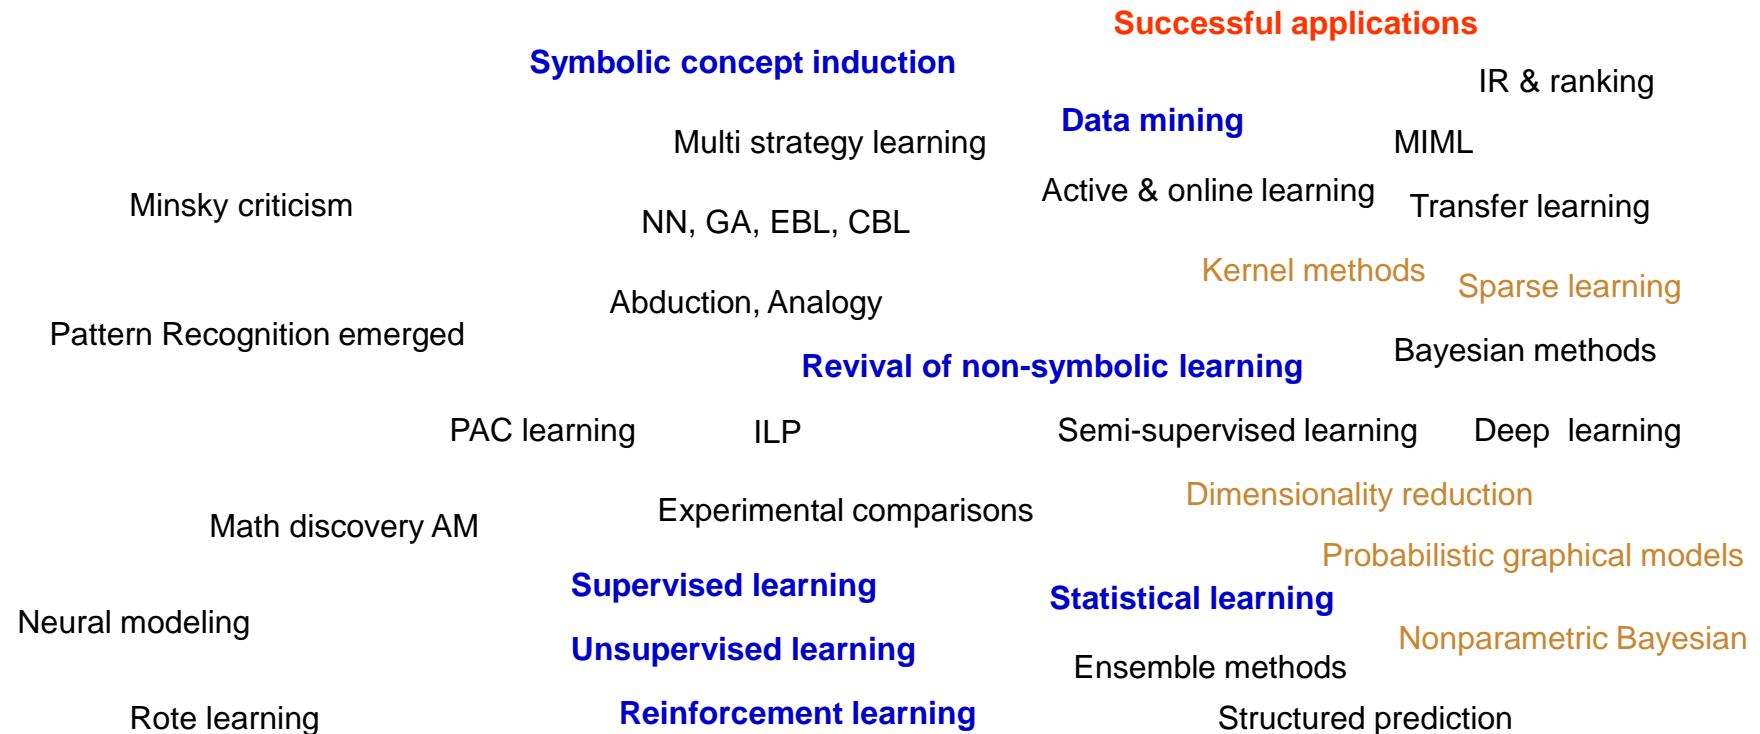 Successful applications
Symbolic concept induction
IR & ranking
Data mining
Multi strategy learning
MIML
Active & online learning
Minsky criticism
Transfer learning
NN, GA, EBL, CBL
Kernel methods
Sparse learning
Abduction, Analogy
Pattern Recognition emerged
Bayesian methods
Revival of non-symbolic learning
PAC learning
ILP
Semi-supervised learning
Deep learning
Dimensionality reduction
Experimental comparisons
Math discovery AM
Probabilistic graphical models
Supervised learning
Statistical learning
Neural modeling
Nonparametric Bayesian
Unsupervised learning
Ensemble methods
Reinforcement learning
Rote learning
Structured prediction